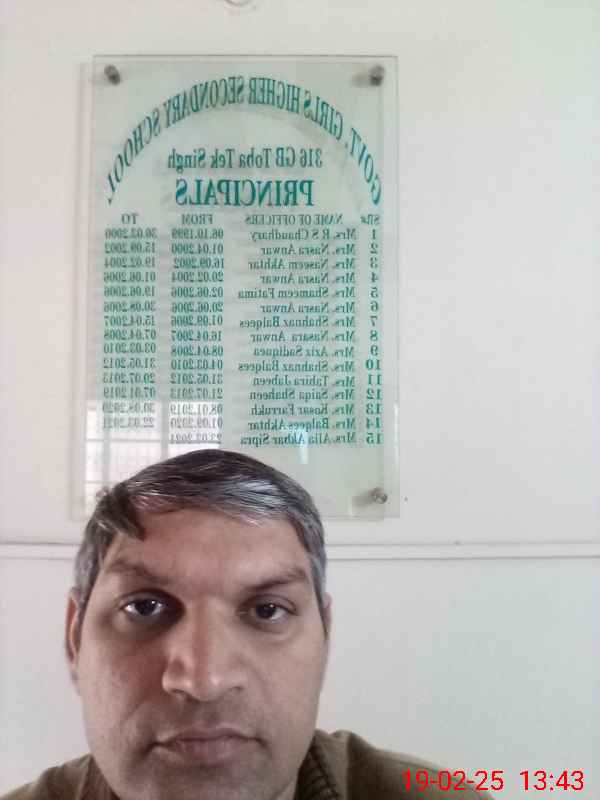 GOVT. GIRLS HIGHER SECONDARY SCHOOL
316 GB Toba Tek Singh
PRINCIPALS
SR# NAME OF OFFICERS FROM TO
1 Mrs. R S Chaudhary 06.10.1999 30.03.2000
2 Mrs. Nasra Anwar 01.04.2000 15.09.2002
3 Mrs. Naseem Akhtar 16.09.2002 19.02.2004
4 Mrs. Nasra Anwar 20.02.2004 01.06.2006
5 Mrs. Shameem Fatima 02.06.2006 19.06.2006
6 Mrs. Nasra Anwar 20.06.2006 30.08.2006
7 Mrs. Shahnaz Balqees 01.09.2006 15.04.2007
8 Mrs. Nasara Anwar 16.04.2007 07.04.2008
9 Mrs. Aziz Sadiquea 08.04.2008 03.03.2010
10 Mrs. Shahnaz Balqees 04.03.2010 31.05.2012
11 Mrs. Tahira Jabeen 31.05.2012 20.07.2013
12 Mrs. Saiqa Shaheen 21.07.2013 07.01.2019
13 Mrs. Kosar Farrukh 08.01.2019
14 Mrs. Balqees Akhtar 01.09.2020 22.03.2021
15 Mrs. Alia Akbar Sipra 23.03.2021
19-02-25 13:43